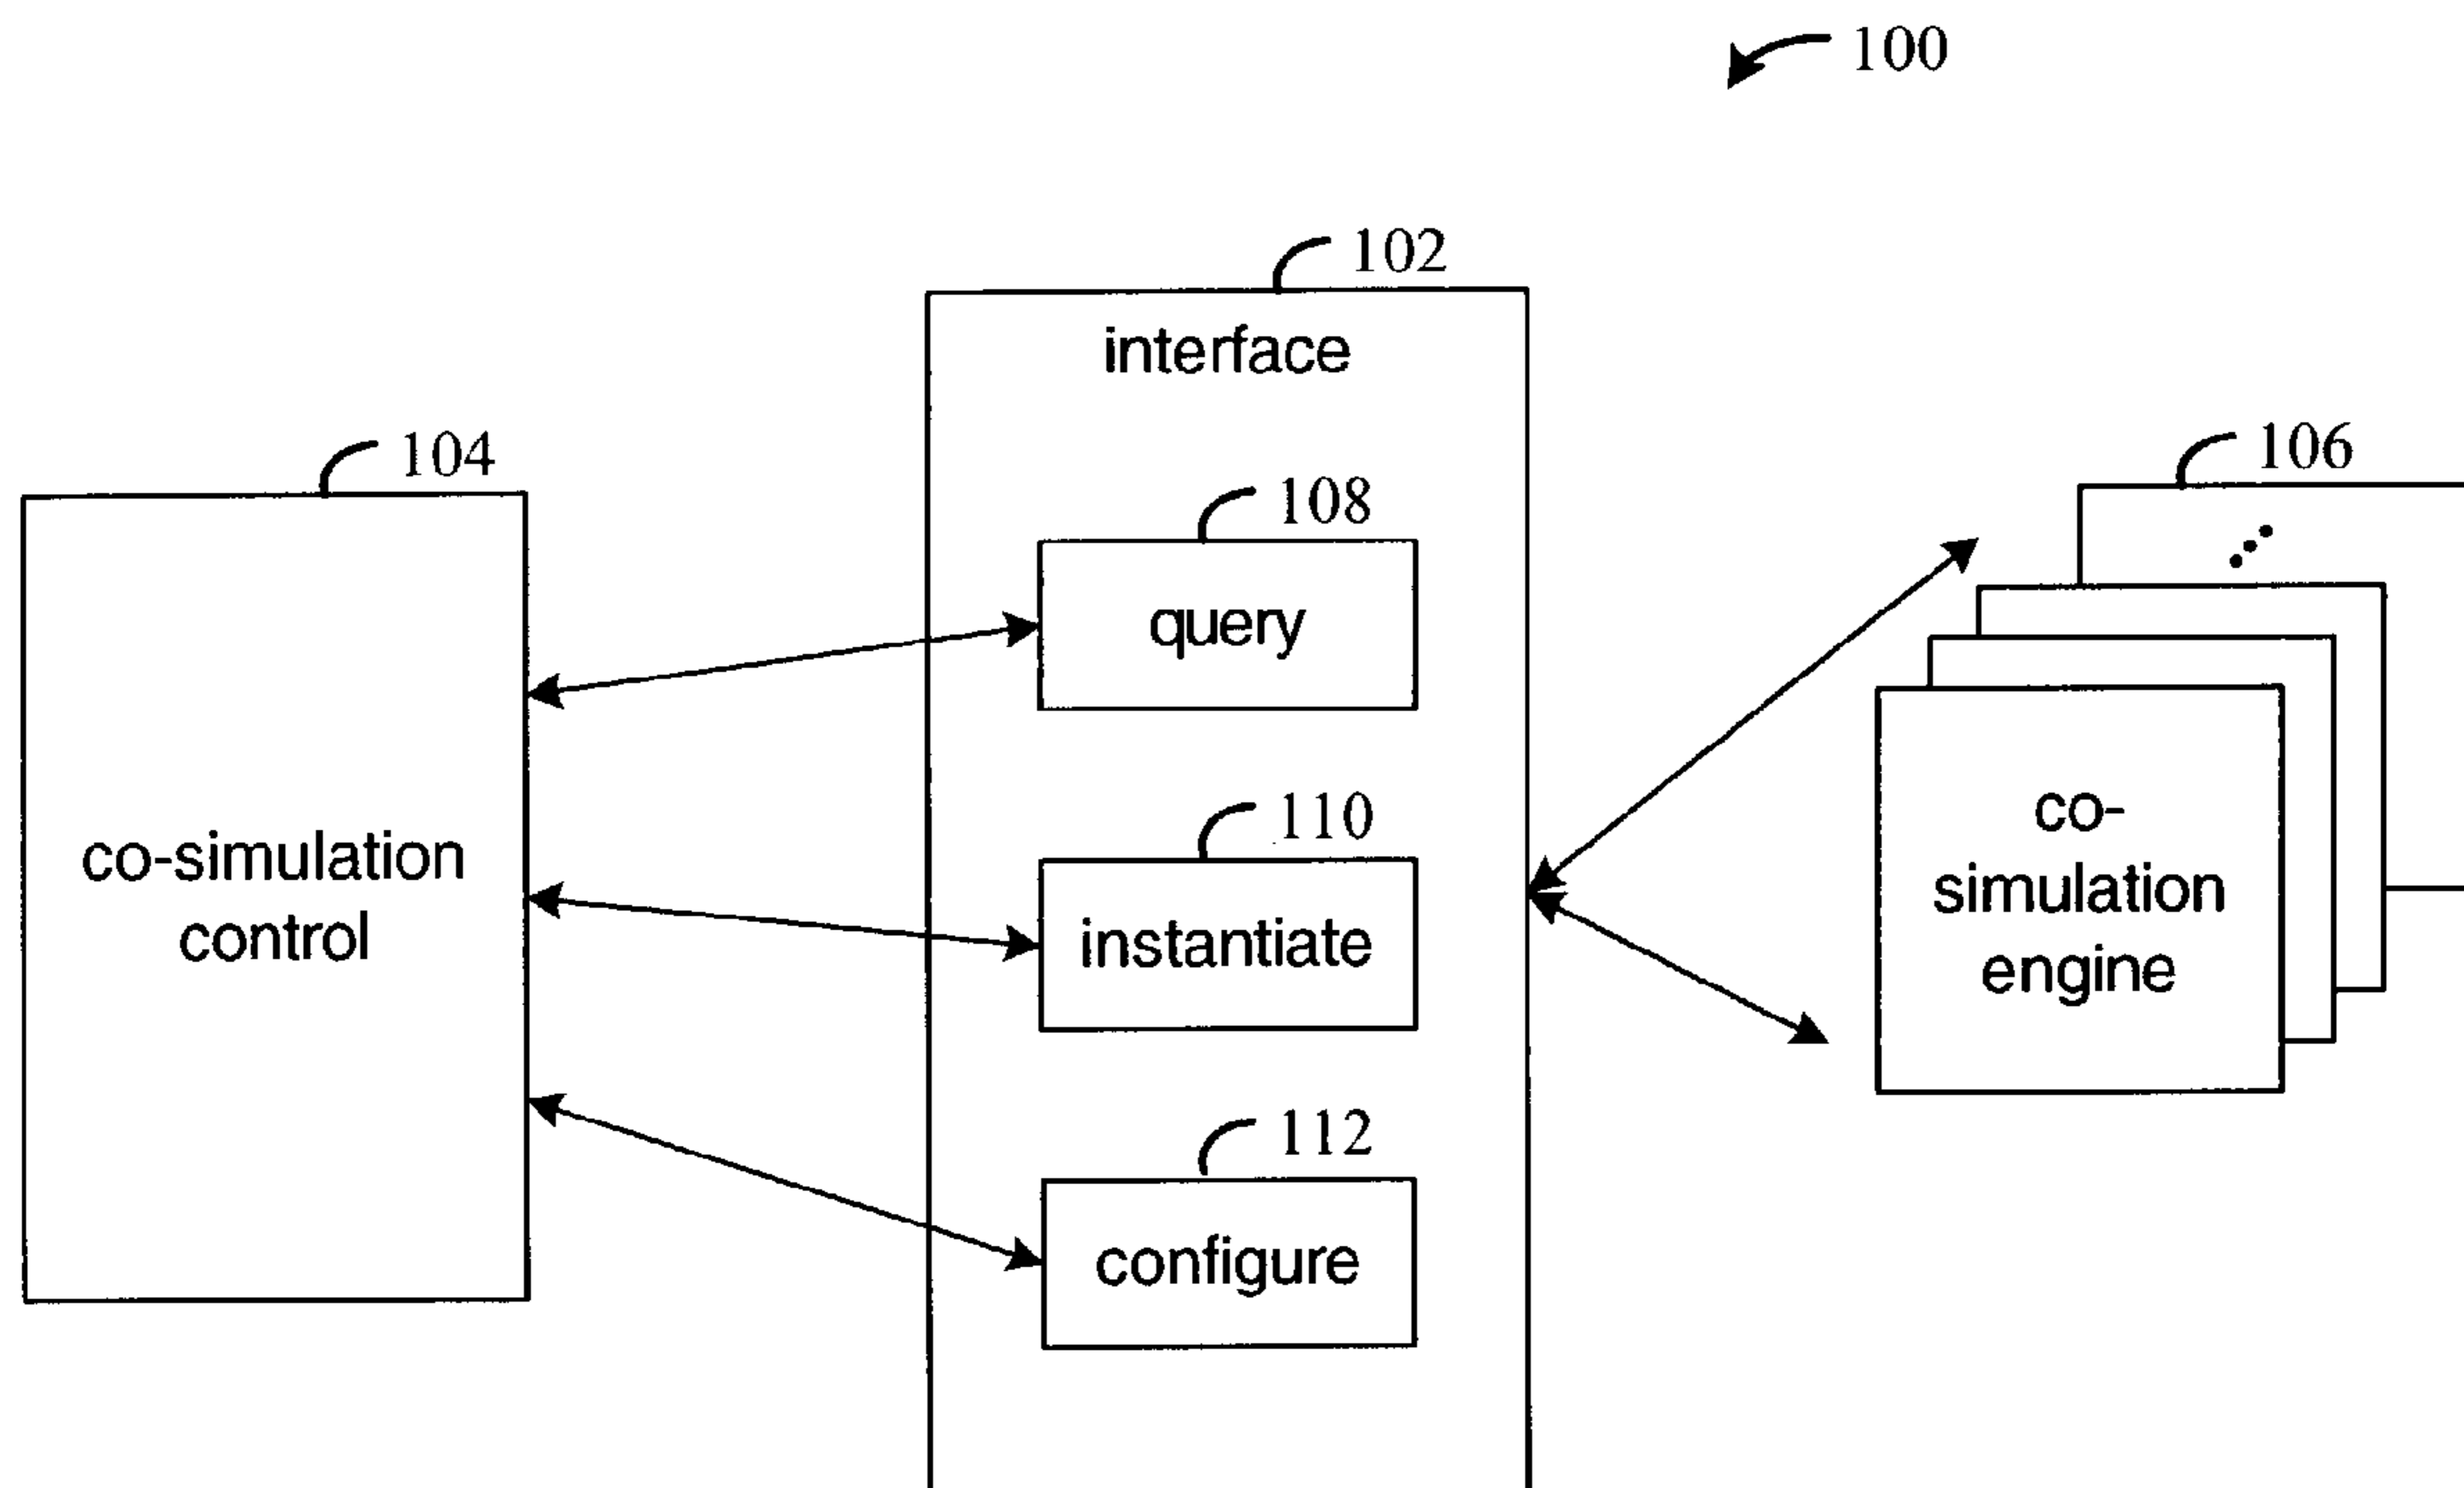 100
102
interface
104
106
108
query
co-simulation
control
110
instantiate
co-
simulation
engine
112
configure